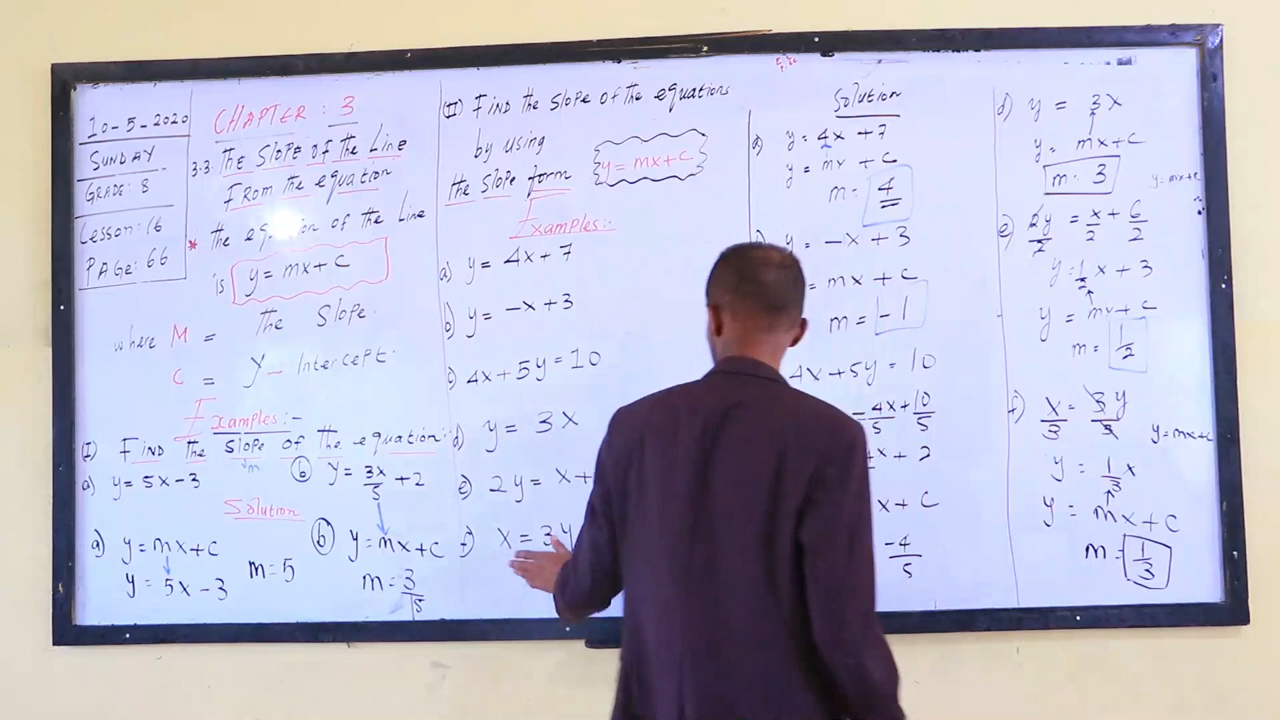 10-5-2020
SUNDAY
GRADE: 8
Lesson: 16
PAGE: 66
CHAPTER: 3
3.3. THE SLOPE OF the Line
FROM the equation
* the equation of the Line
is y = mx+c
where M = The Slope.
C = Y- Intercept.
Examples:-
(I) FIND the slope of the equation:
m
a) y = 5x-3
b) y = 3x/5 + 2
Solution
a) y = mx+c
y = 5x-3
m = 5
b) y = mx+c
m = 3/5
(II) FIND the slope of the equations
by using
the slope form y = mx+c
Examples:-
a) y = 4x+7
b) y = -x+3
c) 4x+5y=10
d) y = 3x
e) 2y = x+
f) x = 3y
Solution
a) y = 4x +7
y = mx + c
m = 4
y = -x + 3
= mx + c
m = -1
4x+5y = 10
= 4x/5 + 10/5
x + 2
x + c
-4/5
d) y = 3x
y = mx+c
m = 3
y = mx+c
e) 2y/2 = x/2 + 6/2
y = 1/2 x + 3
y = mx + c
m = 1/2
f) x/3 = 3y/3
y = mx+c
y = 1/3 x
y = mx+c
m = 1/3